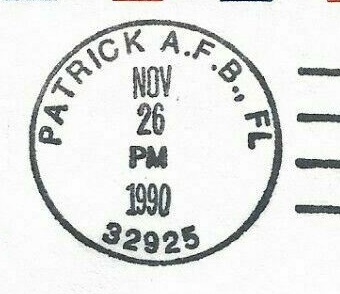 PATRICK A.F.B., FL
NOV
26
PM
1990
32925